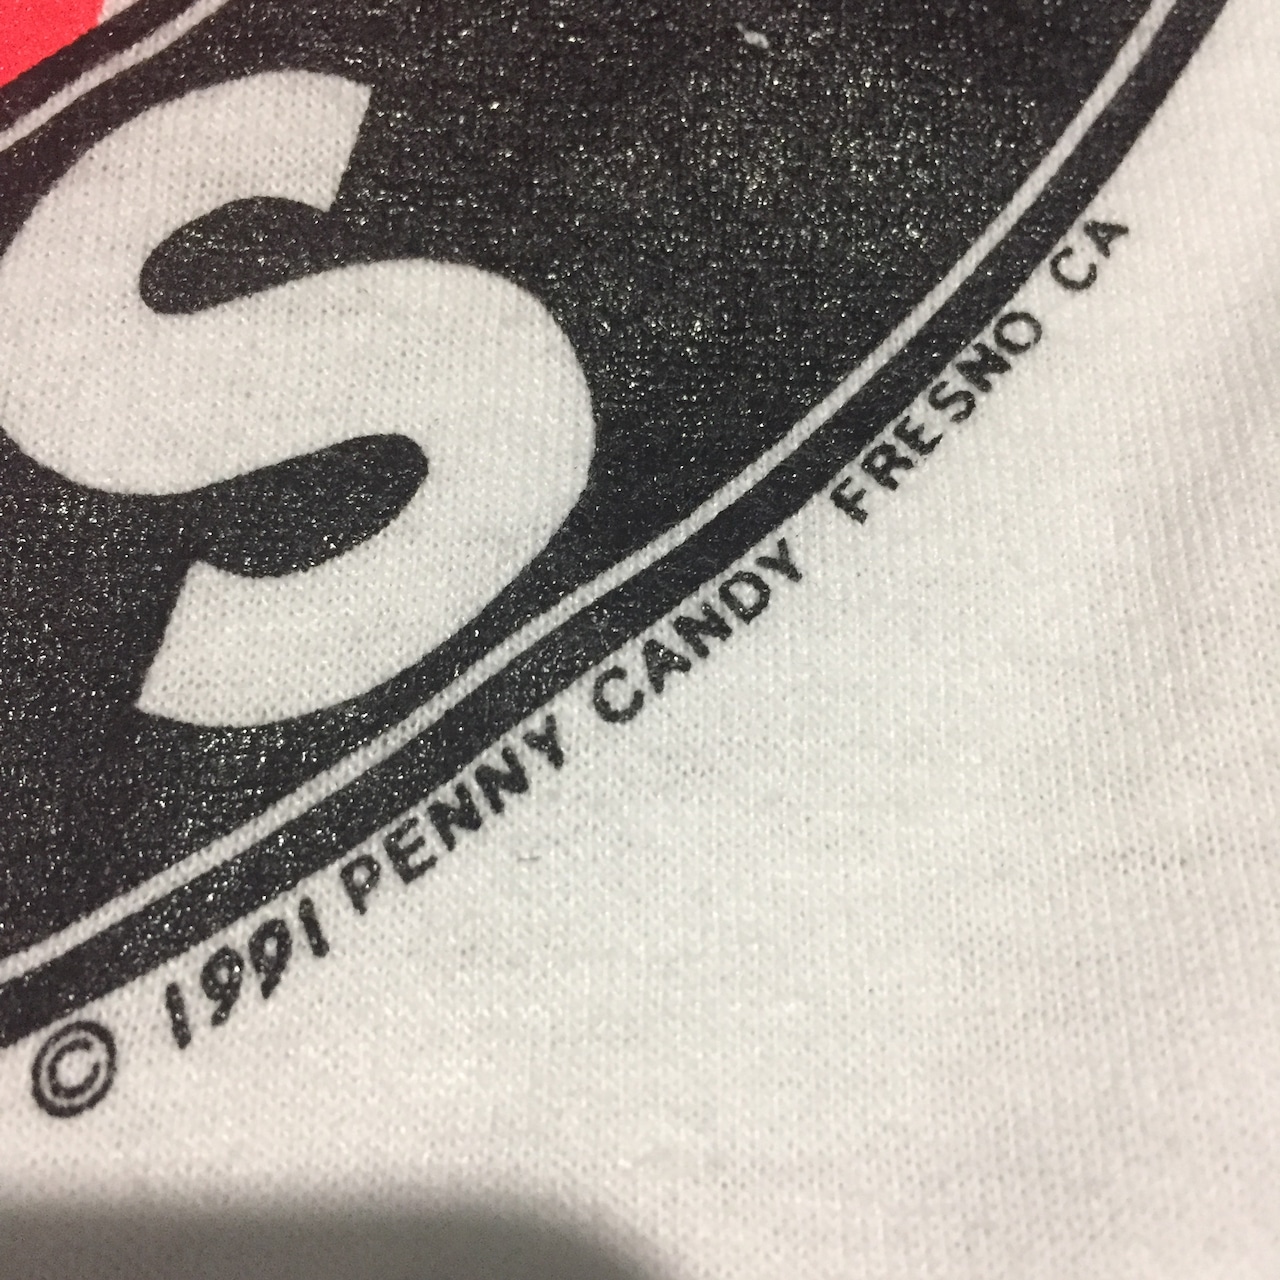 S
© 1991 PENNY CANDY FRESNO CA